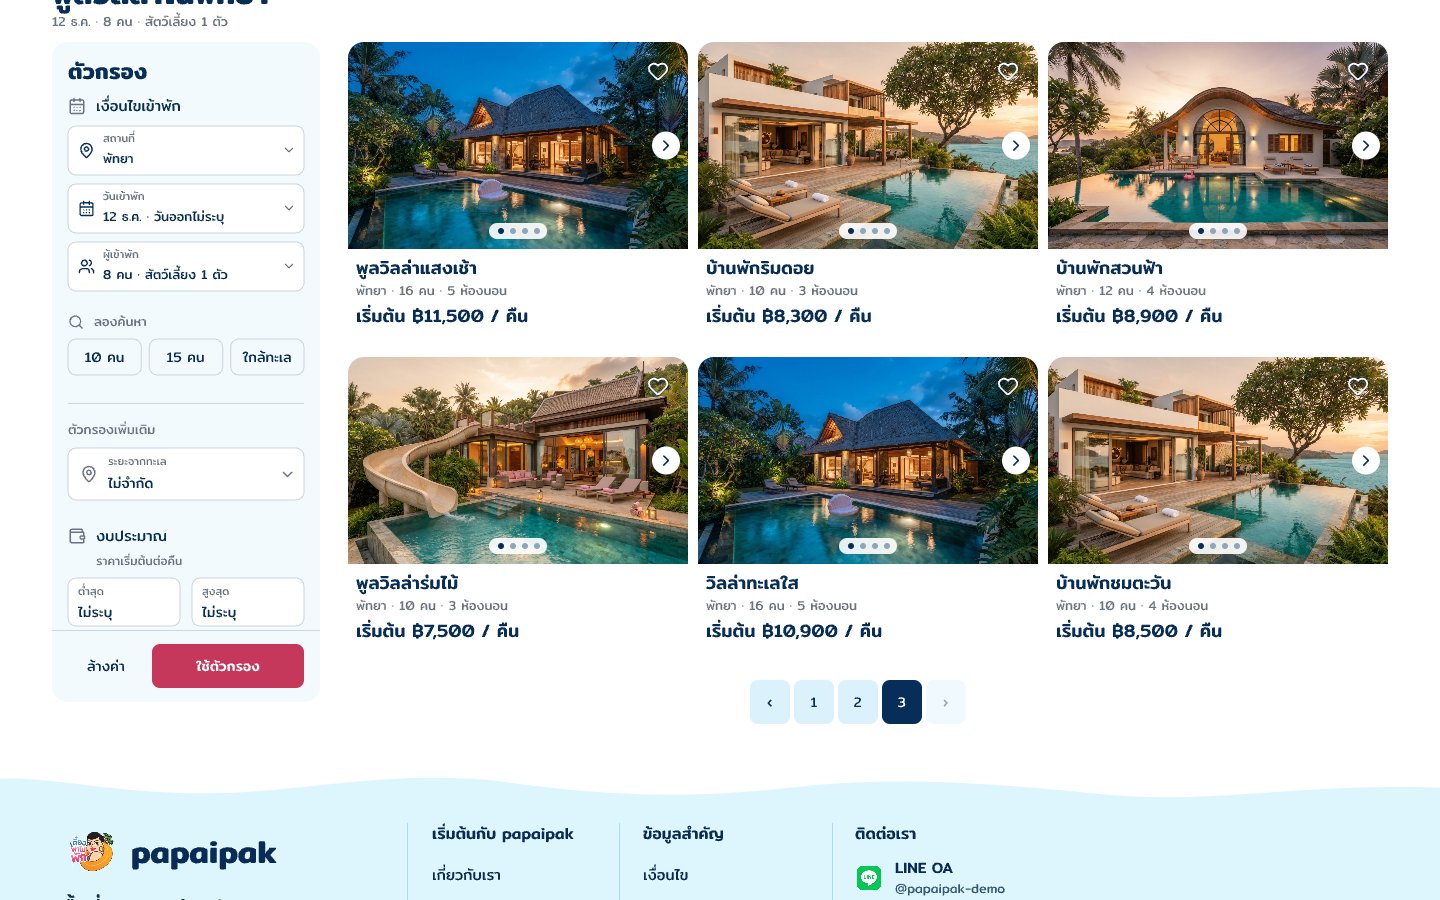 12 ธ.ค. · 8 คน · สัตว์เลี้ยง 1 ตัว
ตัวกรอง
เงื่อนไขเข้าพัก
สถานที่
พัทยา
วันเข้าพัก
12 ธ.ค. · วันออกไม่ระบุ
ผู้เข้าพัก
8 คน · สัตว์เลี้ยง 1 ตัว
ลองค้นหา
10 คน
15 คน
ใกล้ทะเล
ตัวกรองเพิ่มเติม
ระยะจากทะเล
ไม่จำกัด
งบประมาณ
ราคาเริ่มต้นต่อคืน
ต่ำสุด
ไม่ระบุ
สูงสุด
ไม่ระบุ
ล้างค่า
ใช้ตัวกรอง
พูลวิลล่าแสงเช้า
พัทยา · 16 คน · 5 ห้องนอน
เริ่มต้น ฿11,500 / คืน
บ้านพักริมดอย
พัทยา · 10 คน · 3 ห้องนอน
เริ่มต้น ฿8,300 / คืน
บ้านพักสวนฟ้า
พัทยา · 12 คน · 4 ห้องนอน
เริ่มต้น ฿8,900 / คืน
พูลวิลล่าร่มไม้
พัทยา · 10 คน · 3 ห้องนอน
เริ่มต้น ฿7,500 / คืน
วิลล่าทะเลใส
พัทยา · 16 คน · 5 ห้องนอน
เริ่มต้น ฿10,900 / คืน
บ้านพักชมตะวัน
พัทยา · 10 คน · 4 ห้องนอน
เริ่มต้น ฿8,500 / คืน
‹ 1 2 3 ›
papaipak
เริ่มต้นกับ papaipak
เกี่ยวกับเรา
ข้อมูลสำคัญ
เงื่อนไข
ติดต่อเรา
LINE OA
@papaipak-demo